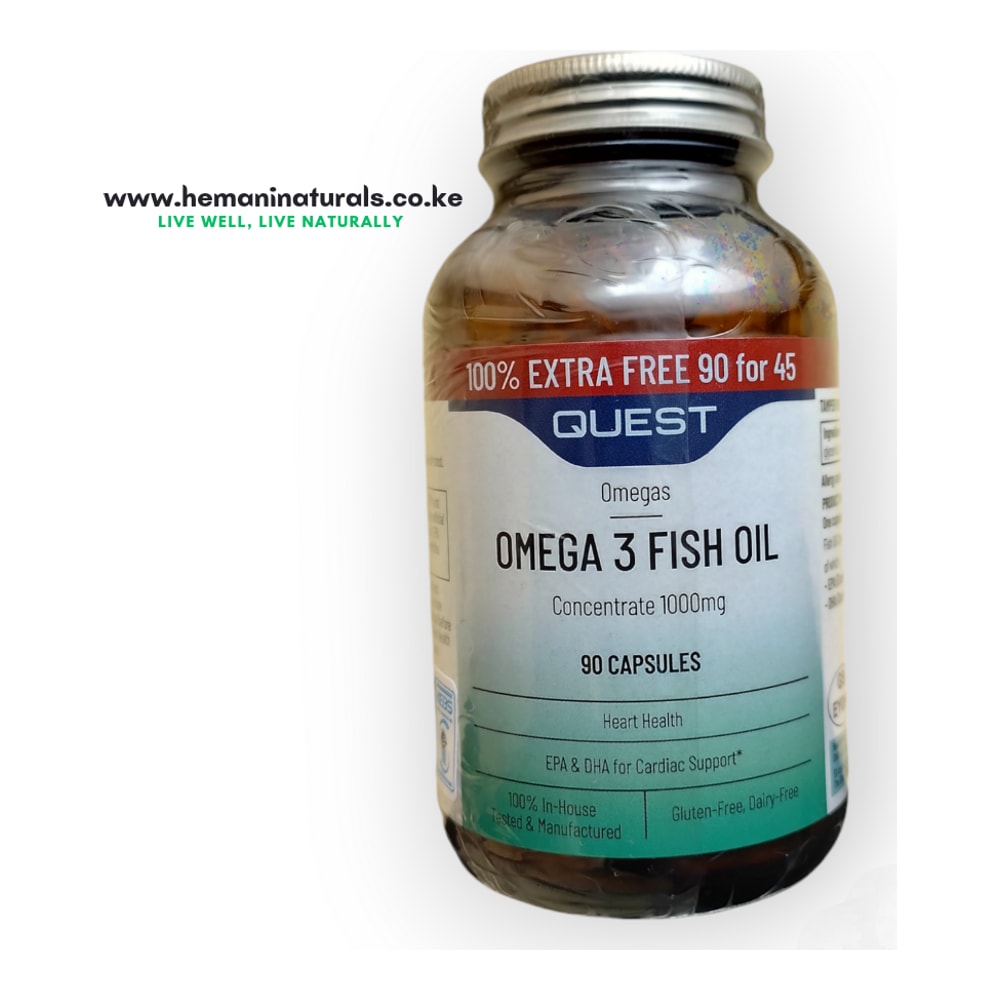 www.hemaninaturals.co.ke
LIVE WELL, LIVE NATURALLY
100% EXTRA FREE 90 for 45
QUEST
Omegas
OMEGA 3 FISH OIL
Concentrate 1000mg
90 CAPSULES
Heart Health
EPA & DHA for Cardiac Support*
100% In-House
Tested & Manufactured
Gluten-Free, Dairy-Free